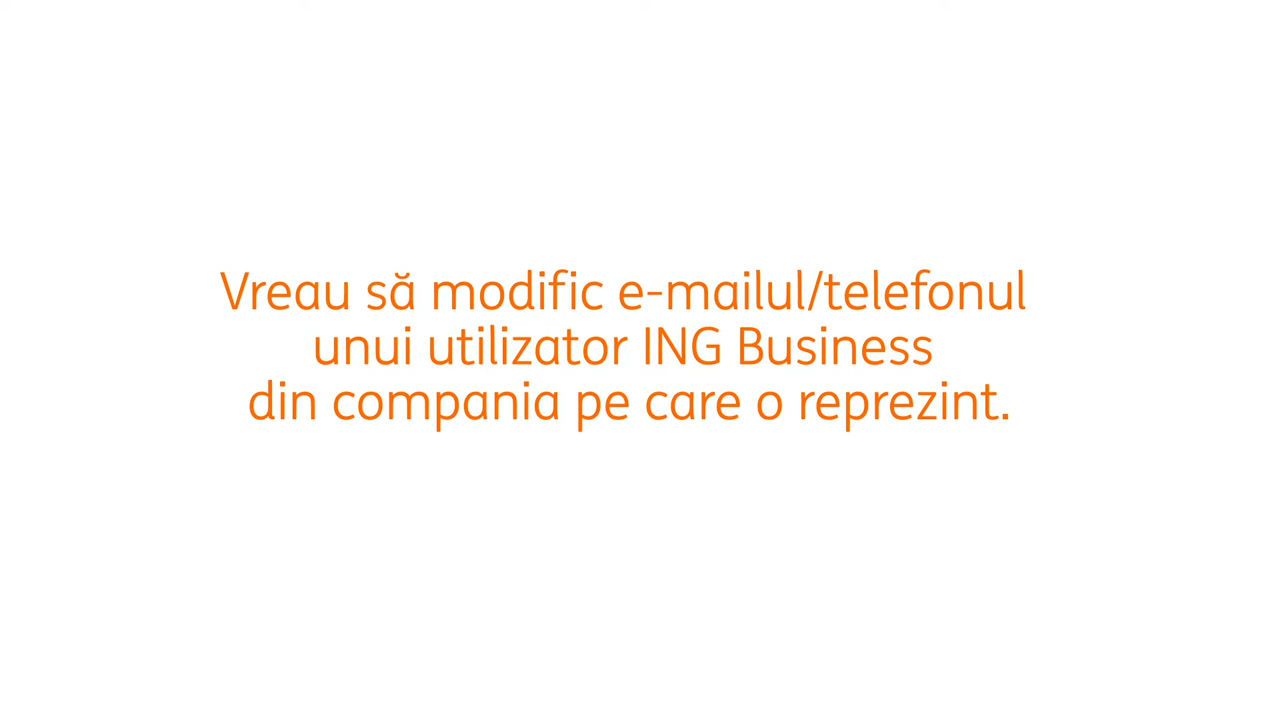 Vreau să modific e-mailul/telefonul
unui utilizator ING Business
din compania pe care o reprezint.